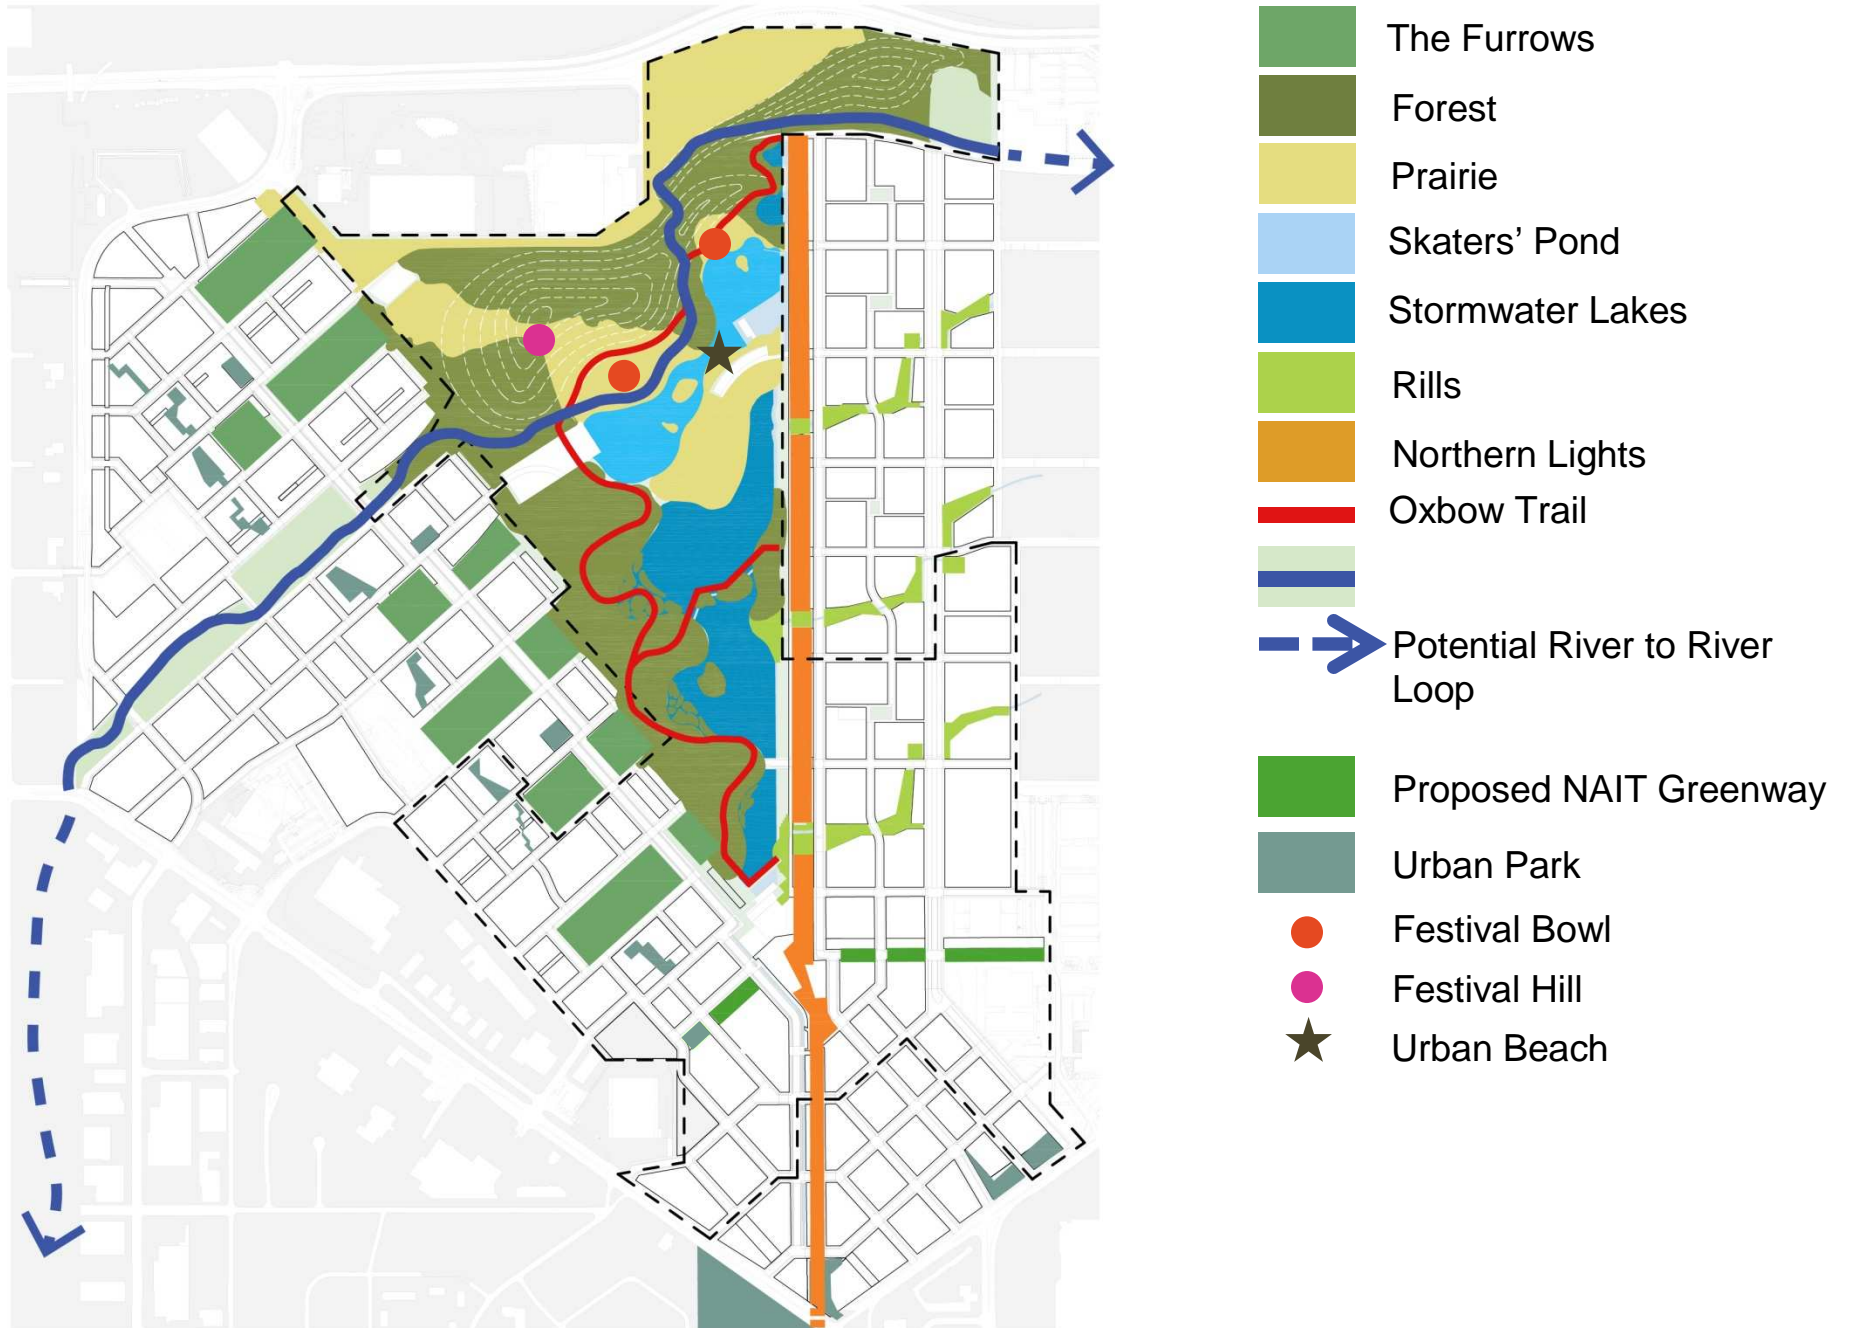 The Furrows
Forest
Prairie
Skaters’ Pond
Stormwater Lakes
Rills
Northern Lights
Oxbow Trail
Potential River to River
Loop
Proposed NAIT Greenway
Urban Park
Festival Bowl
Festival Hill
Urban Beach